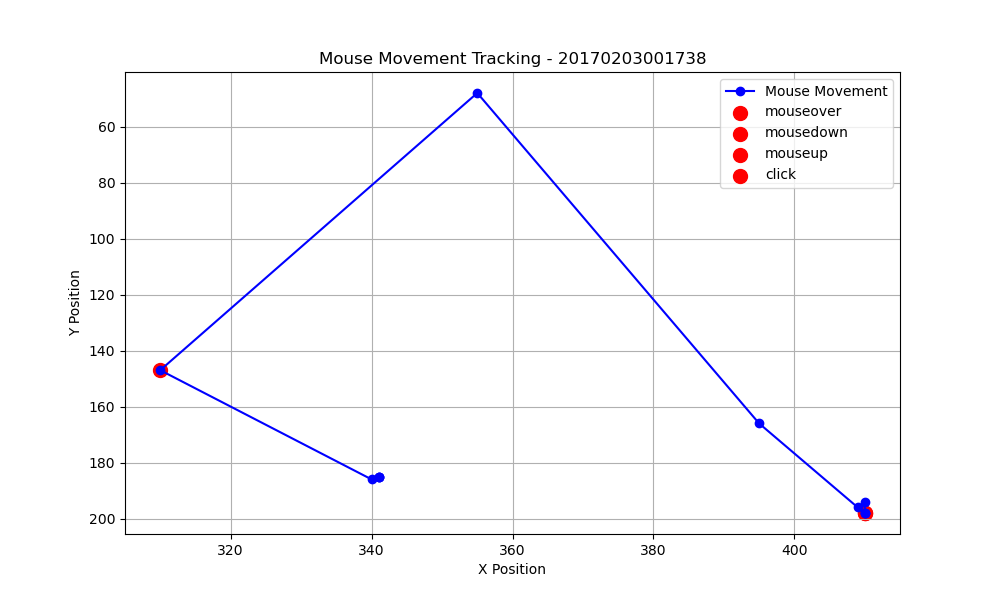 Mouse Movement Tracking - 20170203001738
Mouse Movement
mouseover
mousedown
mouseup
click
60
80
100
120
140
160
180
200
Y Position
320
340
360
380
400
X Position